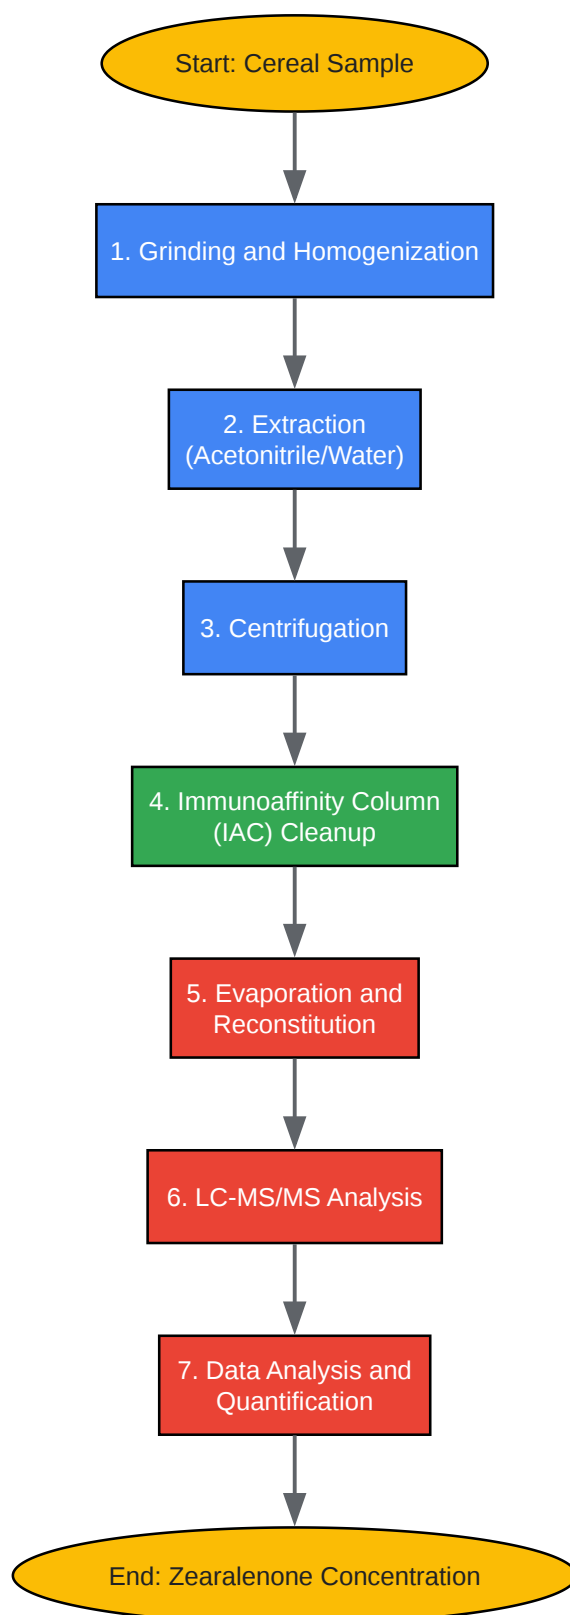 Start: Cereal Sample
1. Grinding and Homogenization
2. Extraction
(Acetonitrile/Water)
3. Centrifugation
4. Immunoaffinity Column
(IAC) Cleanup
5. Evaporation and
Reconstitution
6. LC-MS/MS Analysis
7. Data Analysis and
Quantification
End: Zearalenone Concentration